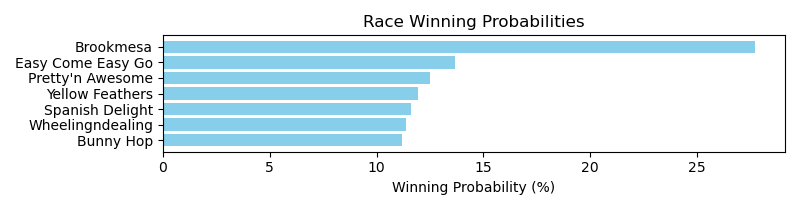 Race Winning Probabilities
Brookmesa
Easy Come Easy Go
Pretty'n Awesome
Yellow Feathers
Spanish Delight
Wheelingndealing
Bunny Hop
0 5 10 15 20 25
Winning Probability (%)